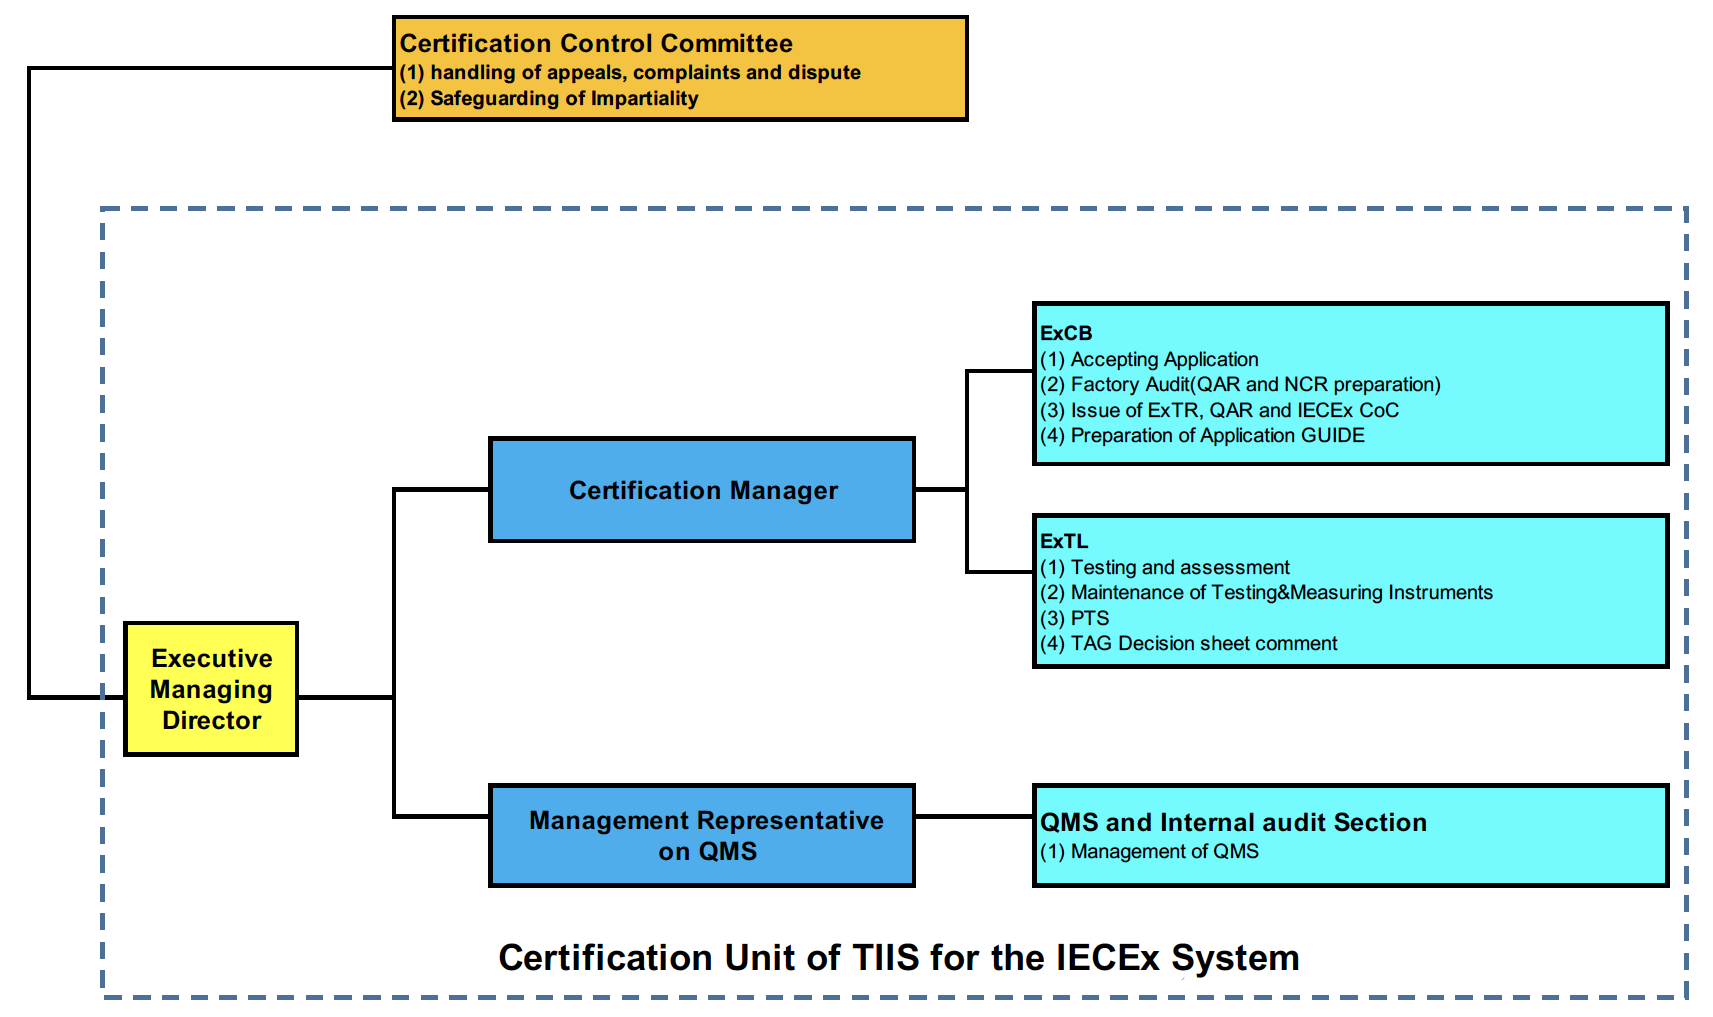 Certification Control Committee
(1) handling of appeals, complaints and dispute
(2) Safeguarding of Impartiality
ExCB
(1) Accepting Application
(2) Factory Audit(QAR and NCR preparation)
(3) Issue of ExTR, QAR and IECEx CoC
(4) Preparation of Application GUIDE
Certification Manager
ExTL
(1) Testing and assessment
(2) Maintenance of Testing&Measuring Instruments
(3) PTS
(4) TAG Decision sheet comment
Executive
Managing
Director
Management Representative
on QMS
QMS and Internal audit Section
(1) Management of QMS
Certification Unit of TIIS for the IECEx System